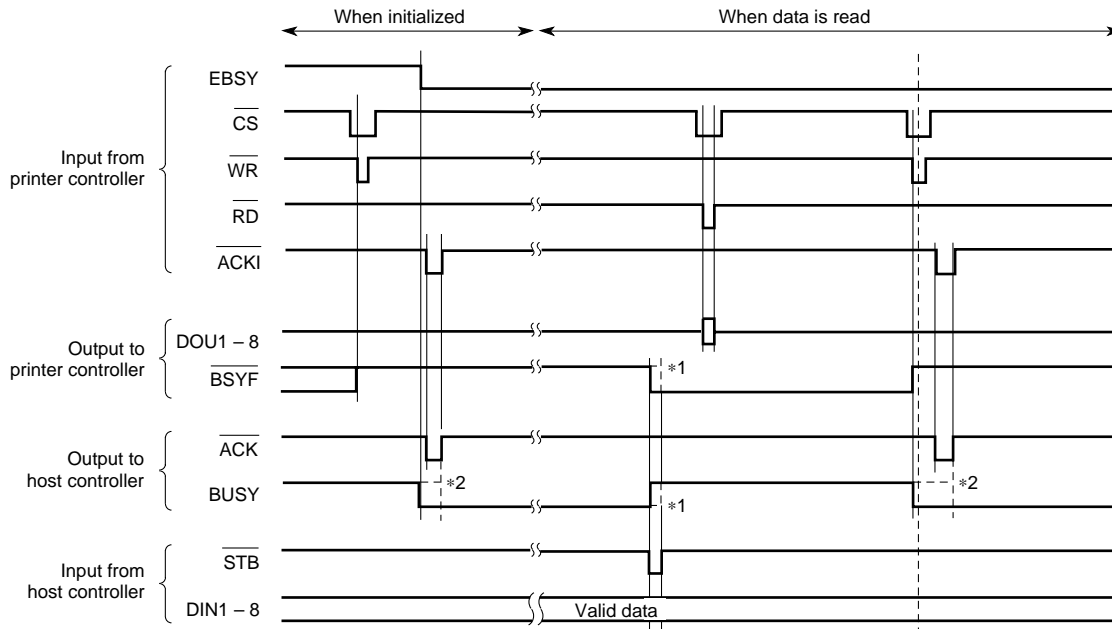 When initialized
When data is read
Input from
printer controller
EBSY
CS
WR
RD
ACKI
Output to
printer controller
DOU1 – 8
BSYF
*1
Output to
host controller
ACK
BUSY
*2
*2
*1
Input from
host controller
STB
DIN1 – 8
Valid data